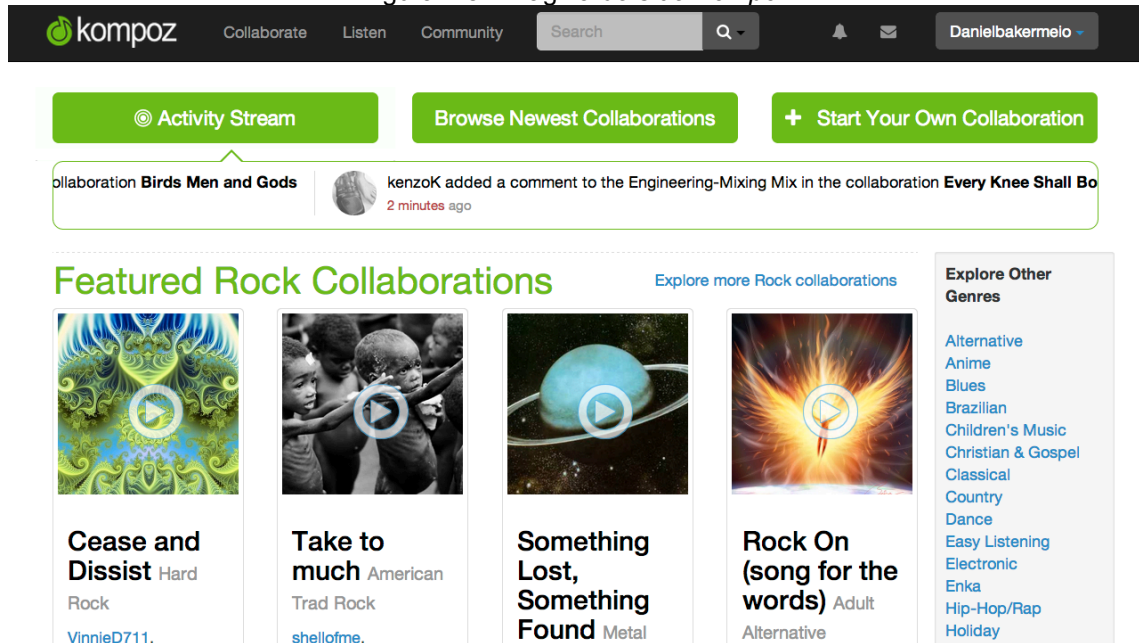 kompoz Collaborate Listen Community Search Danielbakermelo
Activity Stream Browse Newest Collaborations + Start Your Own Collaboration
ollaboration Birds Men and Gods
kenzoK added a comment to the Engineering-Mixing Mix in the collaboration Every Knee Shall Bo
2 minutes ago
Featured Rock Collaborations
Explore more Rock collaborations
Cease and
Dissist Hard
Rock
VinnieD711,
Take to
much American
Trad Rock
shellofme,
Something
Lost,
Something
Found Metal
Rock On
(song for the
words) Adult
Alternative
Explore Other
Genres
Alternative
Anime
Blues
Brazilian
Children's Music
Christian & Gospel
Classical
Country
Dance
Easy Listening
Electronic
Enka
Hip-Hop/Rap
Holiday